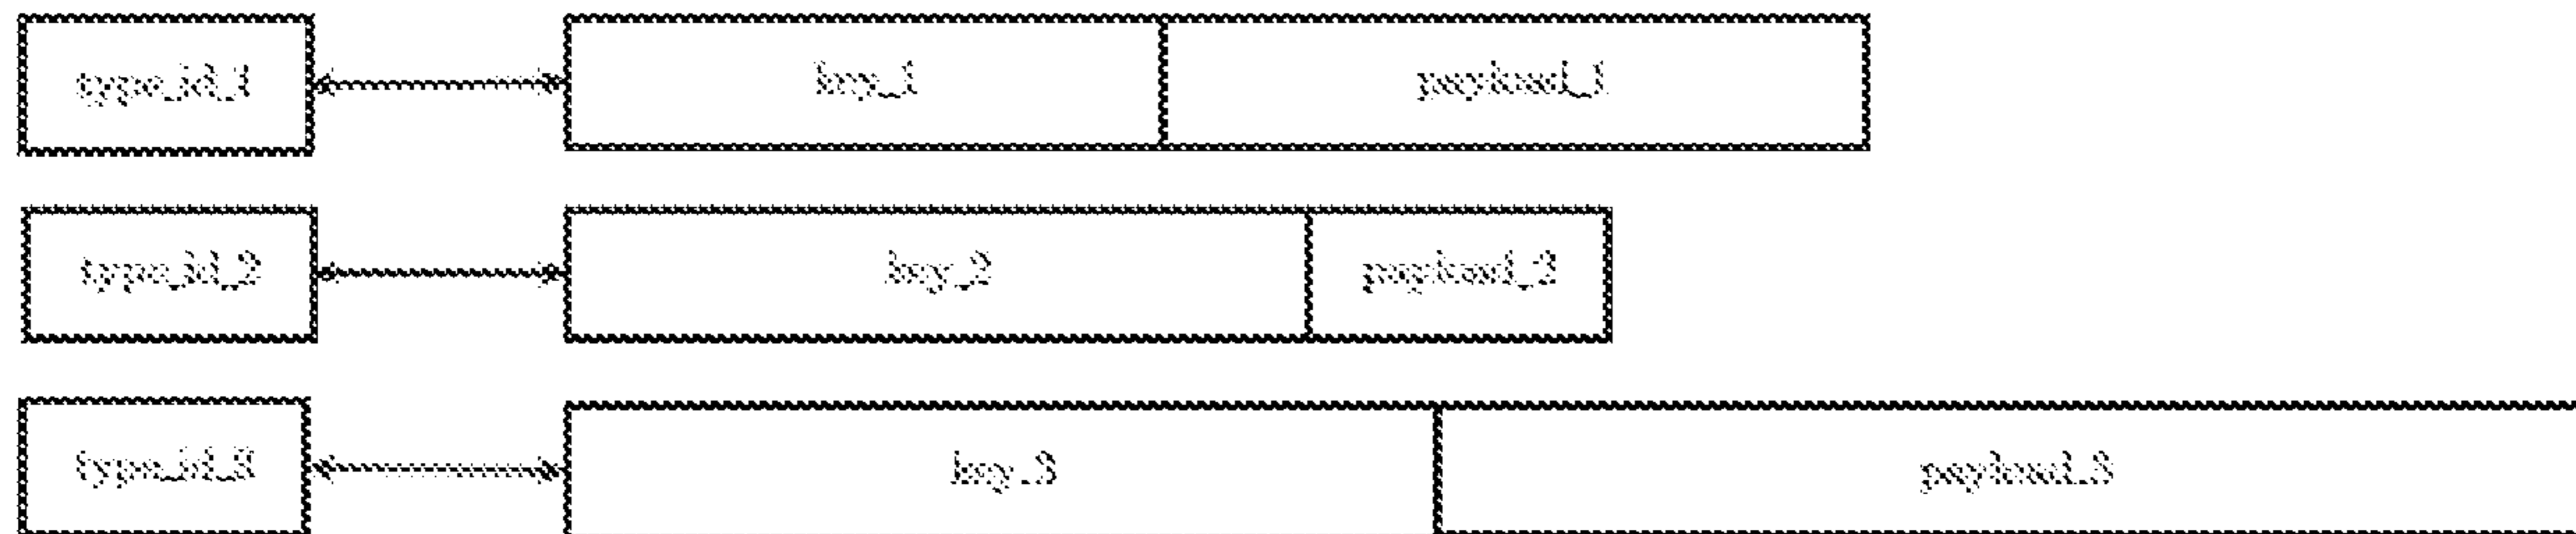 type_id_1 key_1 payload_1
type_id_2 key_2 payload_2
type_id_3 key_3 payload_3